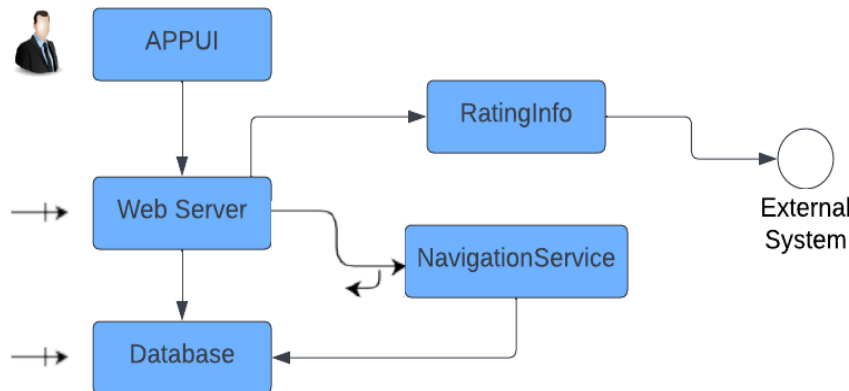 APPUI
RatingInfo
Web Server
External
System
NavigationService
Database